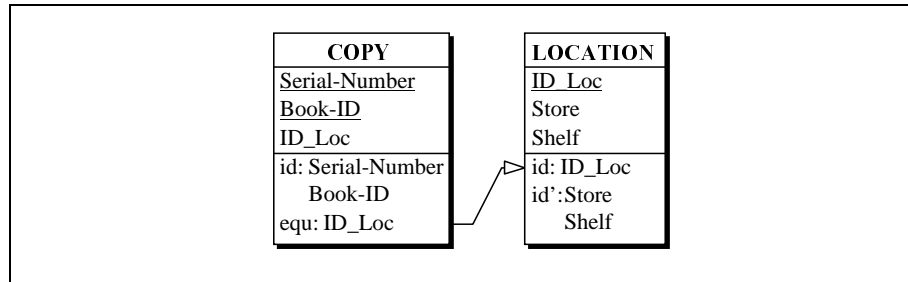 COPY
Serial-Number
Book-ID
ID_Loc
id: Serial-Number
Book-ID
equ: ID_Loc
LOCATION
ID_Loc
Store
Shelf
id: ID_Loc
id’:Store
Shelf